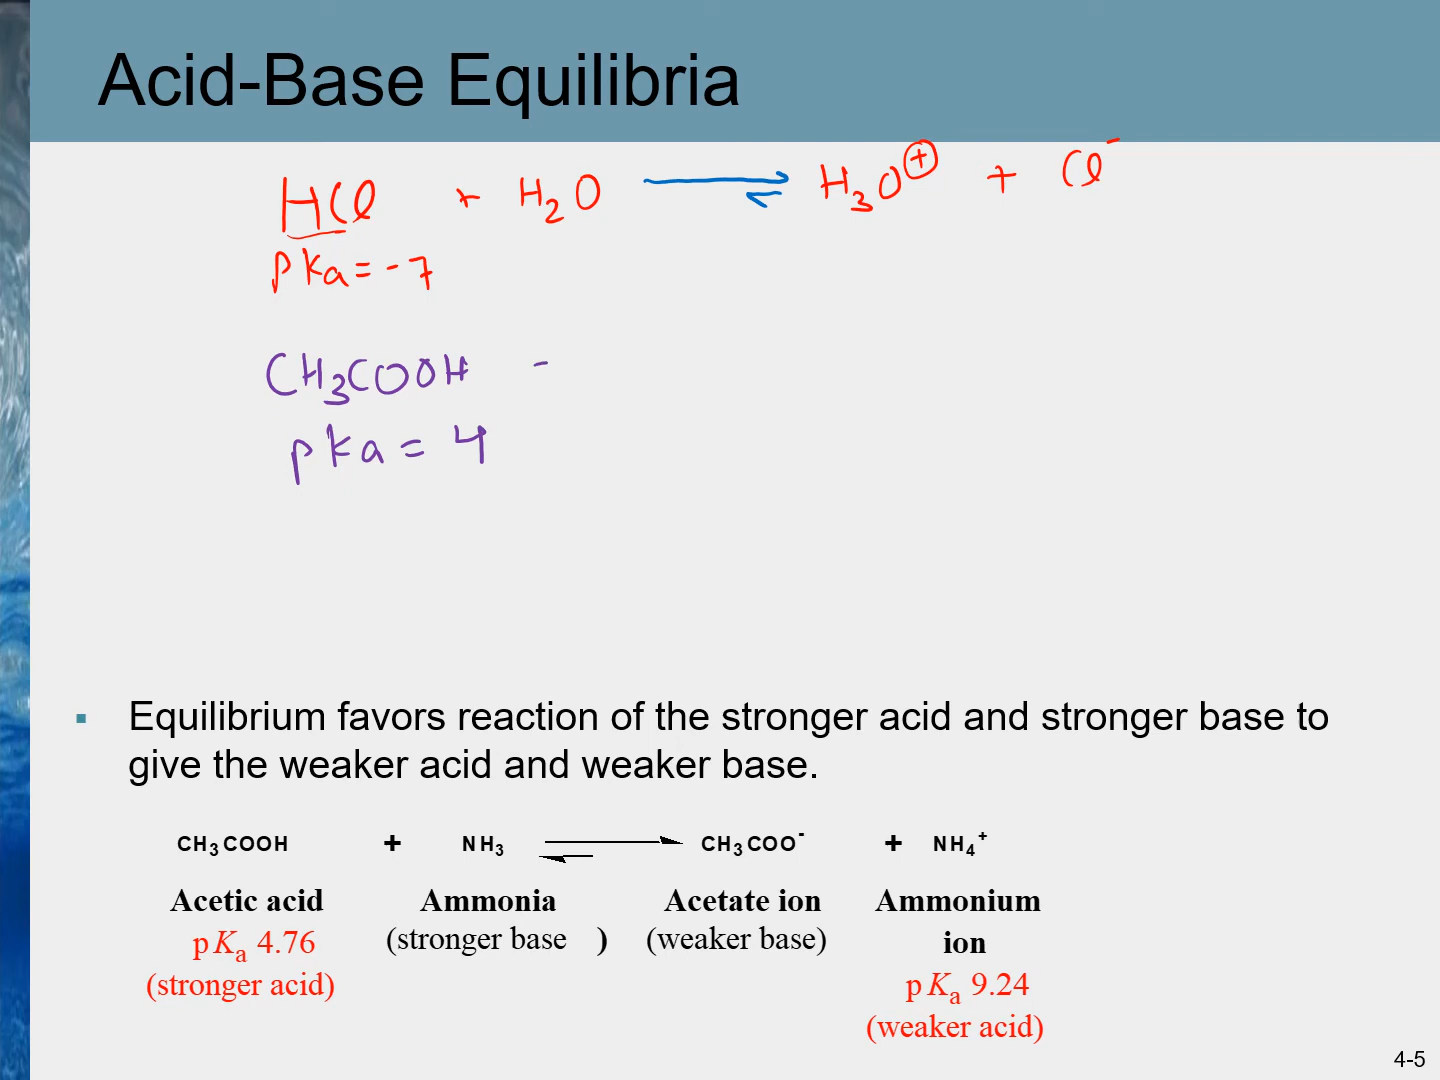 Acid-Base Equilibria
HCl + H₂O ⇌ H₃O⁺ + Cl⁻
pka = -7
CH₃COOH -
pka = 4
▪ Equilibrium favors reaction of the stronger acid and stronger base to
give the weaker acid and weaker base.
CH₃COOH + NH₃ ⇌ CH₃COO⁻ + NH₄⁺
Acetic acid Ammonia Acetate ion Ammonium
pKₐ 4.76 (stronger base ) (weaker base) ion
(stronger acid) pKₐ 9.24
(weaker acid)
4-5